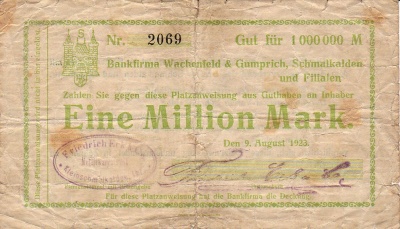 Nr. 2069 Gut für 1 000 000 M
Bankfirma Wachenfeld & Gumprich, Schmalkalden
und Filialen
Zahlen Sie gegen diese Platzanweisung aus Guthaben an Inhaber
Eine Million Mark.
Den 9. August 1923.
Friedrich
Für diese Platzanweisung hat die Bankfirma die Deckung